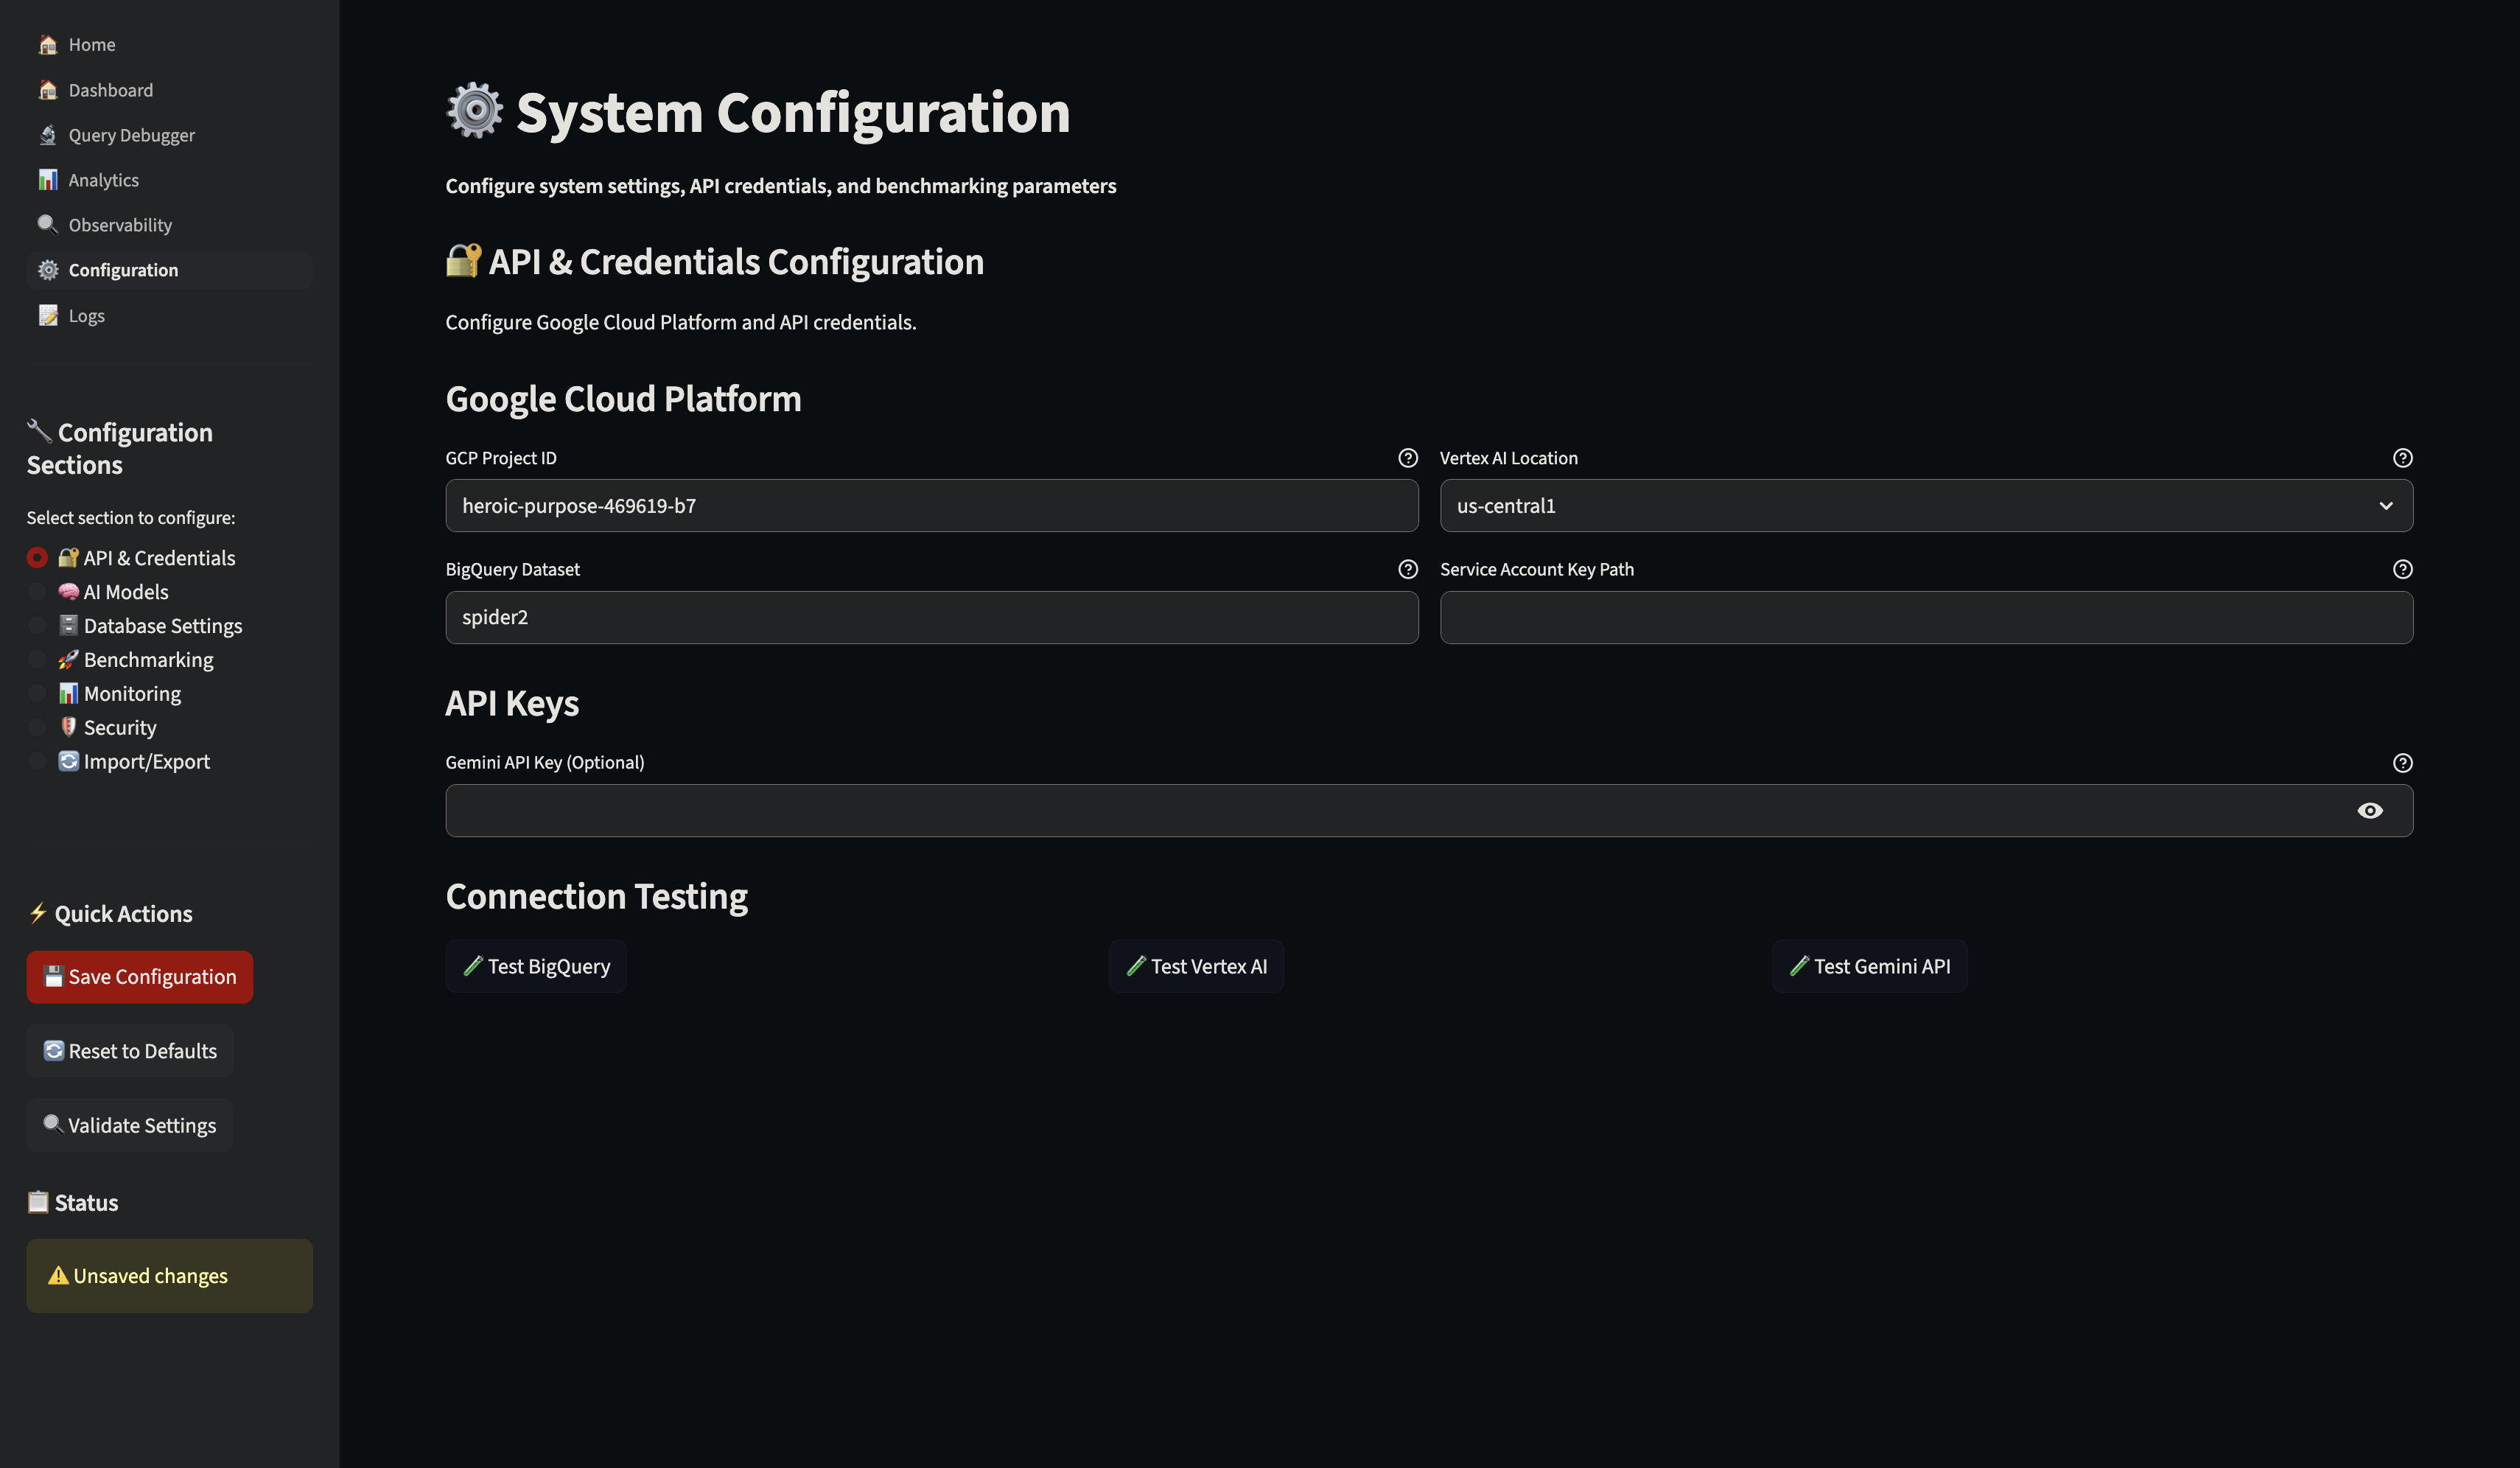 Home
Dashboard
Query Debugger
Analytics
Observability
Configuration
Logs
Configuration
Sections
Select section to configure:
API & Credentials
AI Models
Database Settings
Benchmarking
Monitoring
Security
Import/Export
Quick Actions
Save Configuration
Reset to Defaults
Validate Settings
Status
Unsaved changes
System Configuration
Configure system settings, API credentials, and benchmarking parameters
API & Credentials Configuration
Configure Google Cloud Platform and API credentials.
Google Cloud Platform
GCP Project ID
heroic-purpose-469619-b7
Vertex AI Location
us-central1
BigQuery Dataset
spider2
Service Account Key Path
API Keys
Gemini API Key (Optional)
Connection Testing
Test BigQuery
Test Vertex AI
Test Gemini API